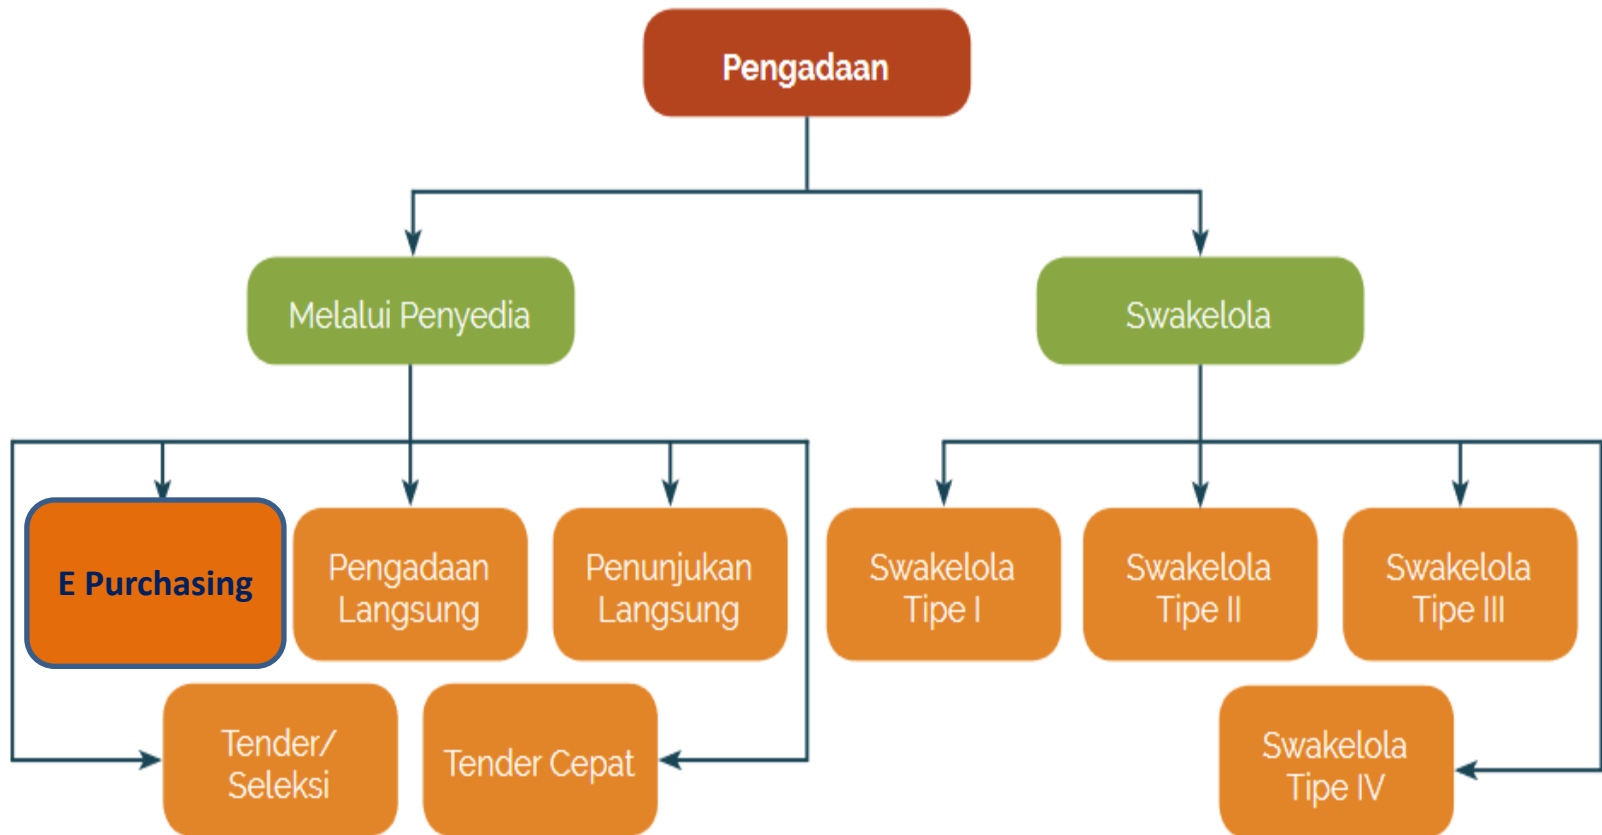 Pengadaan
Melalui Penyedia
Swakelola
E Purchasing
Pengadaan
Langsung
Penunjukan
Langsung
Swakelola
Tipe I
Swakelola
Tipe II
Swakelola
Tipe III
Tender/
Seleksi
Tender Cepat
Swakelola
Tipe IV